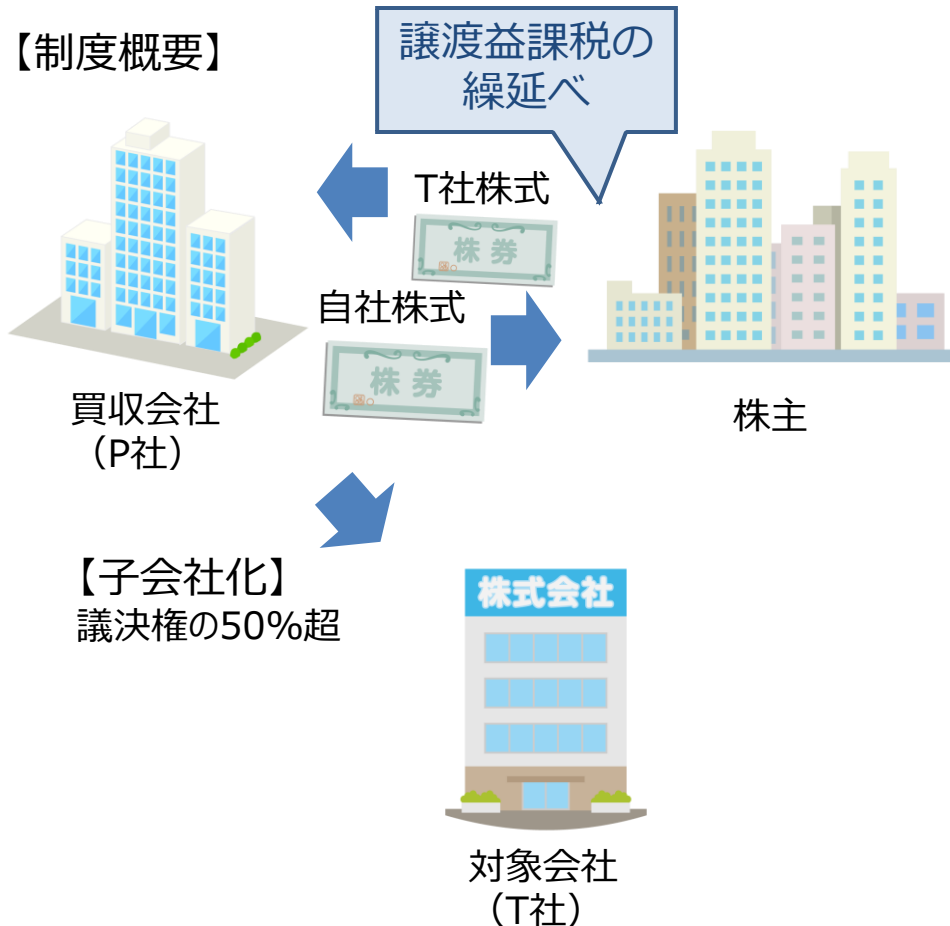 【制度概要】
譲渡益課税の
繰延べ
T社株式
株券
自社株式
株券
買収会社
（P社）
株主
【子会社化】
議決権の50%超
株式会社
対象会社
（T社）